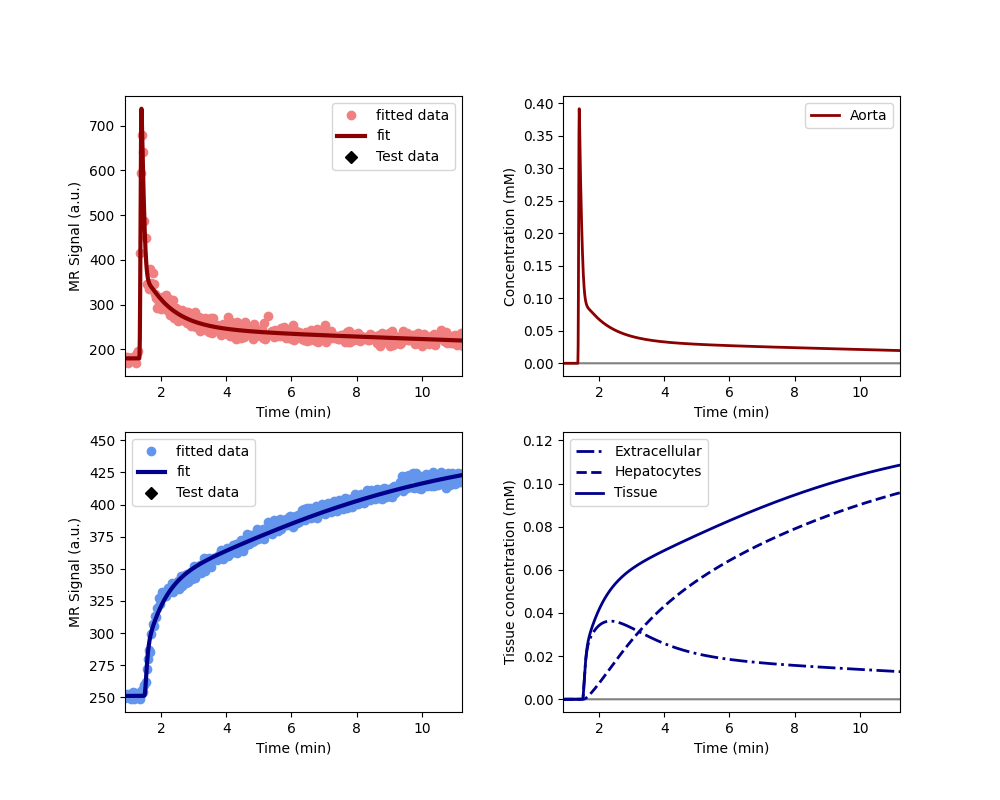 MR Signal (a.u.)
700
600
500
400
300
200
2 4 6 8 10
Time (min)
fitted data
fit
Test data
Concentration (mM)
0.40
0.35
0.30
0.25
0.20
0.15
0.10
0.05
0.00
2 4 6 8 10
Time (min)
Aorta
MR Signal (a.u.)
450
425
400
375
350
325
300
275
250
2 4 6 8 10
Time (min)
fitted data
fit
Test data
Tissue concentration (mM)
0.12
0.10
0.08
0.06
0.04
0.02
0.00
2 4 6 8 10
Time (min)
Extracellular
Hepatocytes
Tissue